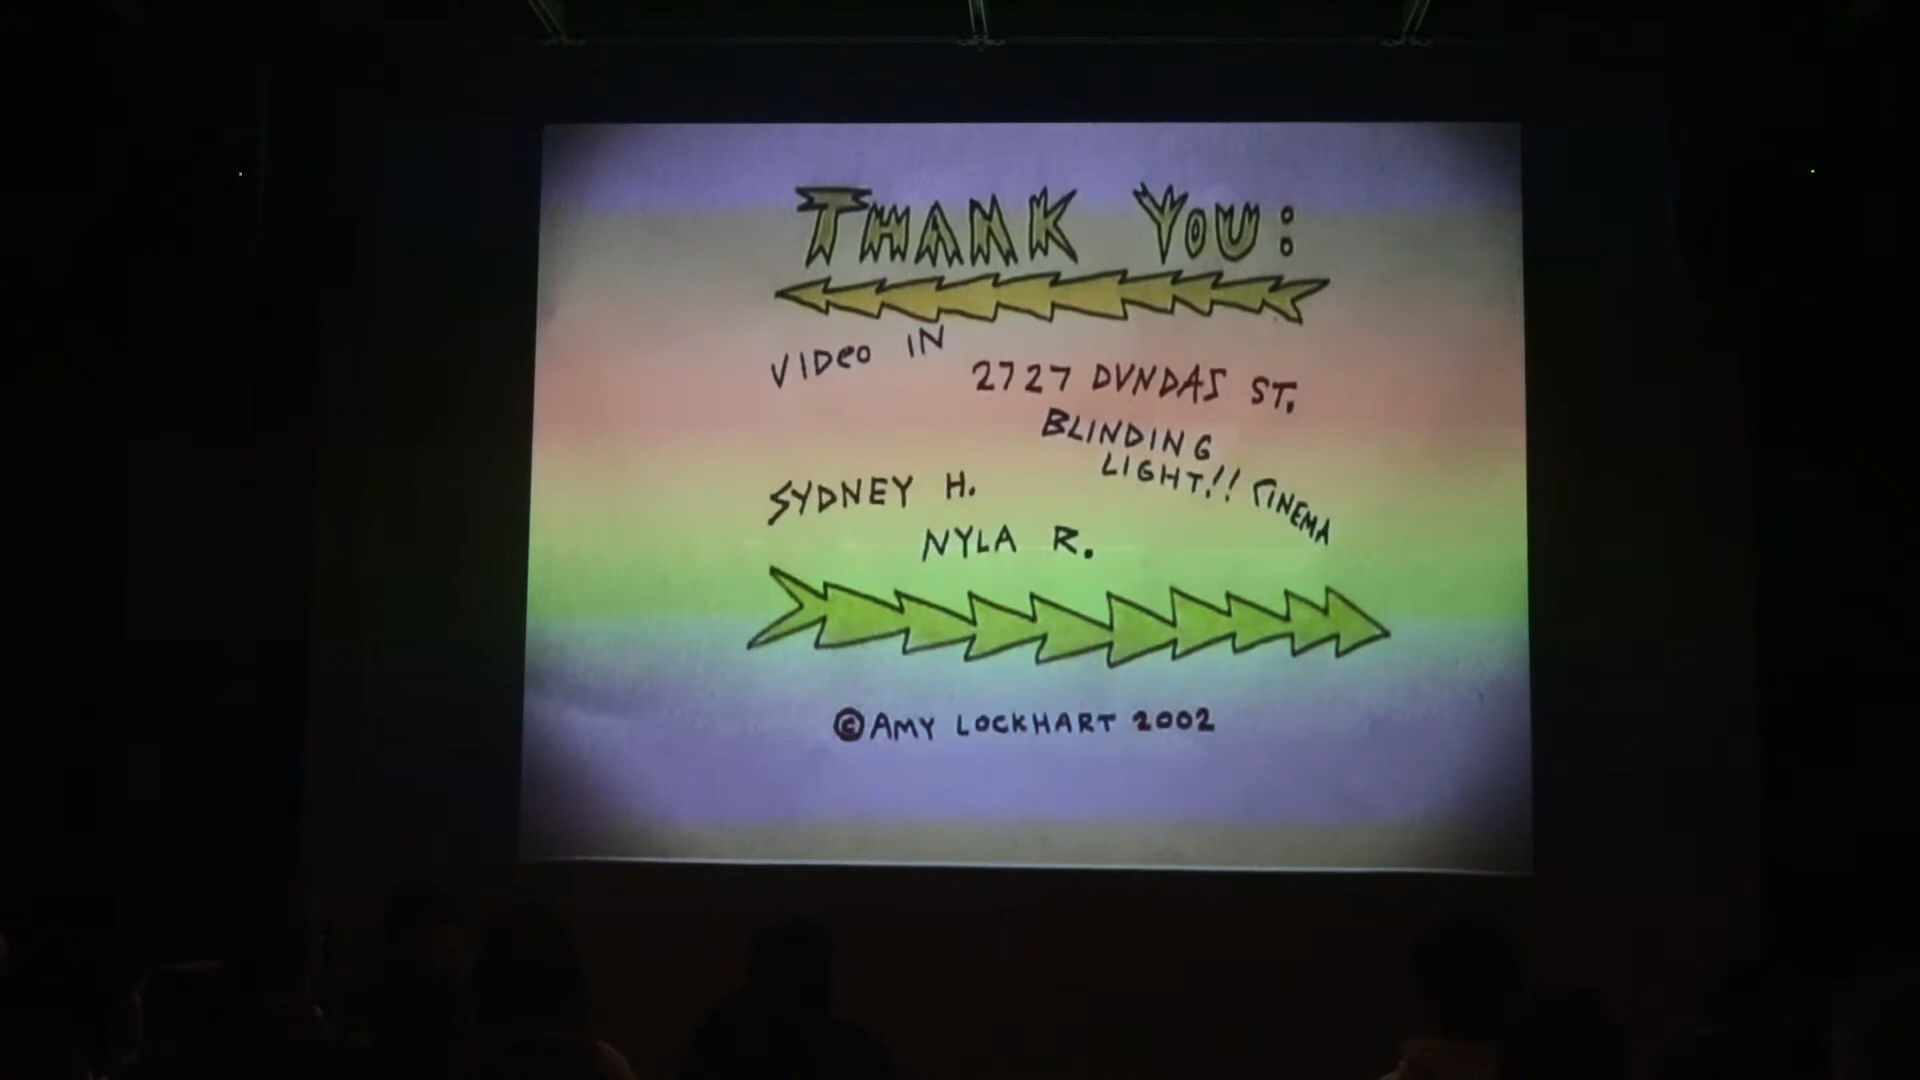 THANK YOU:
VIDEO IN
2727 DUNDAS ST.
BLINDING
LIGHT!! CINEMA
SYDNEY H.
NYLA R.
© AMY LOCKHART 2002